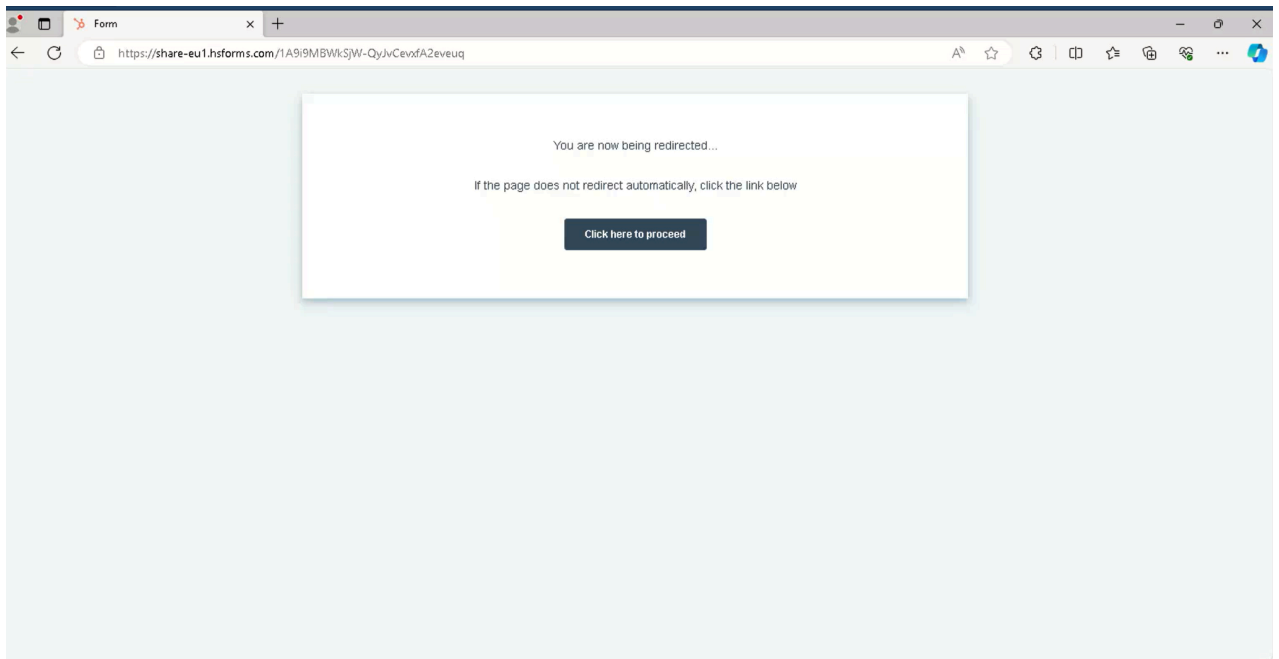 Form
https://share-eu1.hsforms.com/1A9i9MBWkSjW-QyJvCevxfA2eveuq
You are now being redirected...
If the page does not redirect automatically, click the link below
Click here to proceed